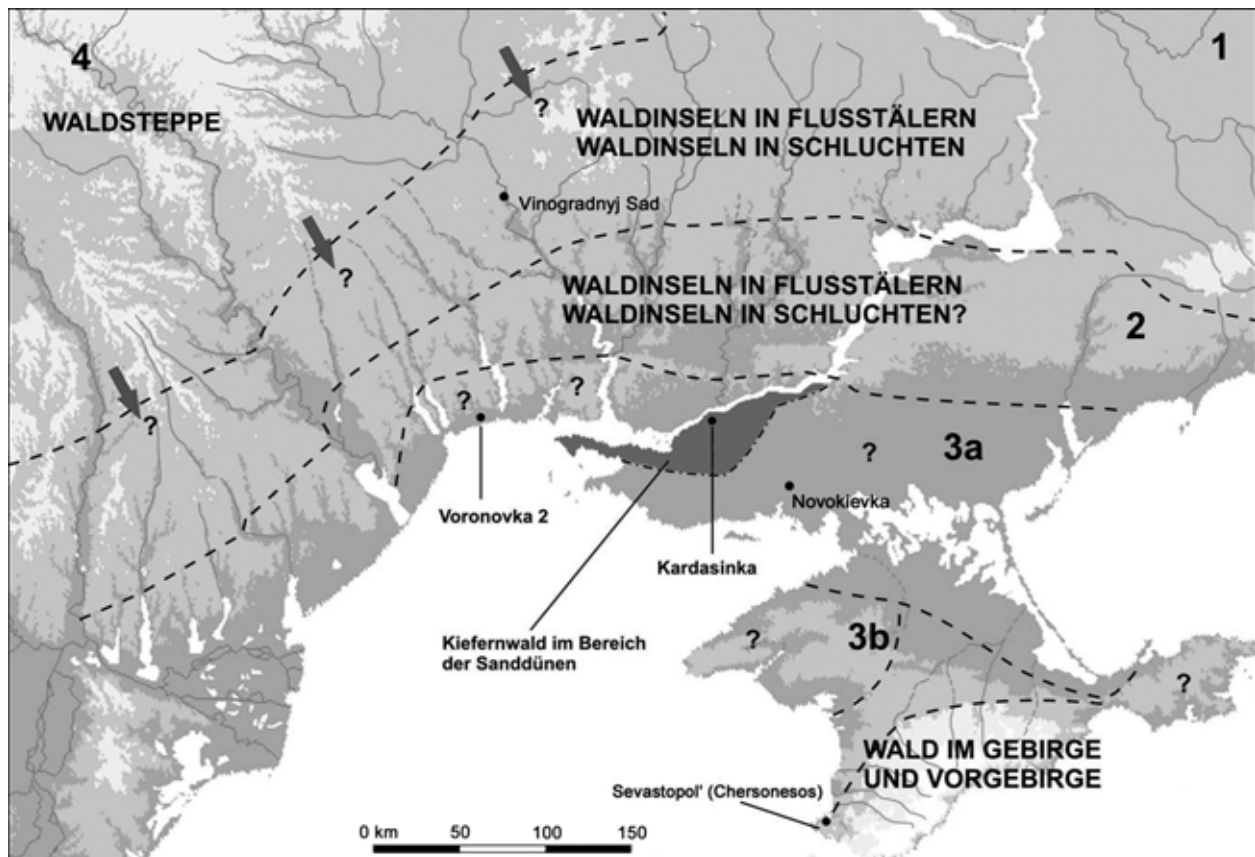 4
1
WALDSTEPPE
?
WALDINSELN IN FLUSSTÄLERN
WALDINSELN IN SCHLUCHTEN
Vinogradnyj Sad
?
WALDINSELN IN FLUSSTÄLERN
WALDINSELN IN SCHLUCHTEN?
2
?
?
?
3a
?
Novokievka
Voronovka 2
Kardasinka
Kiefernwald im Bereich
der Sanddünen
?
3b
?
WALD IM GEBIRGE
UND VORGEBIRGE
Sevastopol' (Chersonesos)
0 km 50 100 150